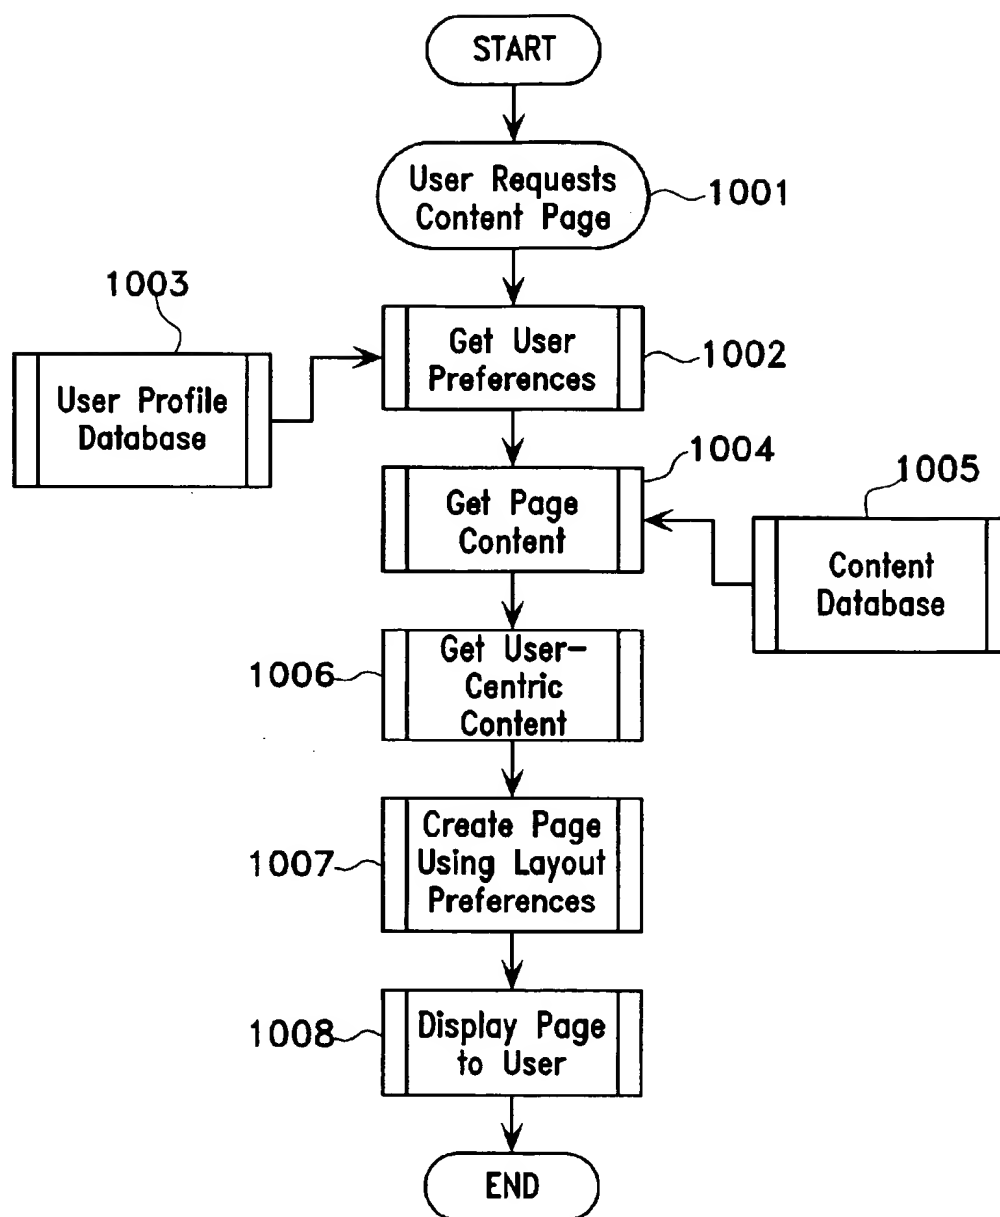 START
User Requests
Content Page
1001
1003
Get User
Preferences
1002
User Profile
Database
1004
Get Page
Content
1005
Content
Database
1006
Get User-
Centric
Content
1007
Create Page
Using Layout
Preferences
1008
Display Page
to User
END